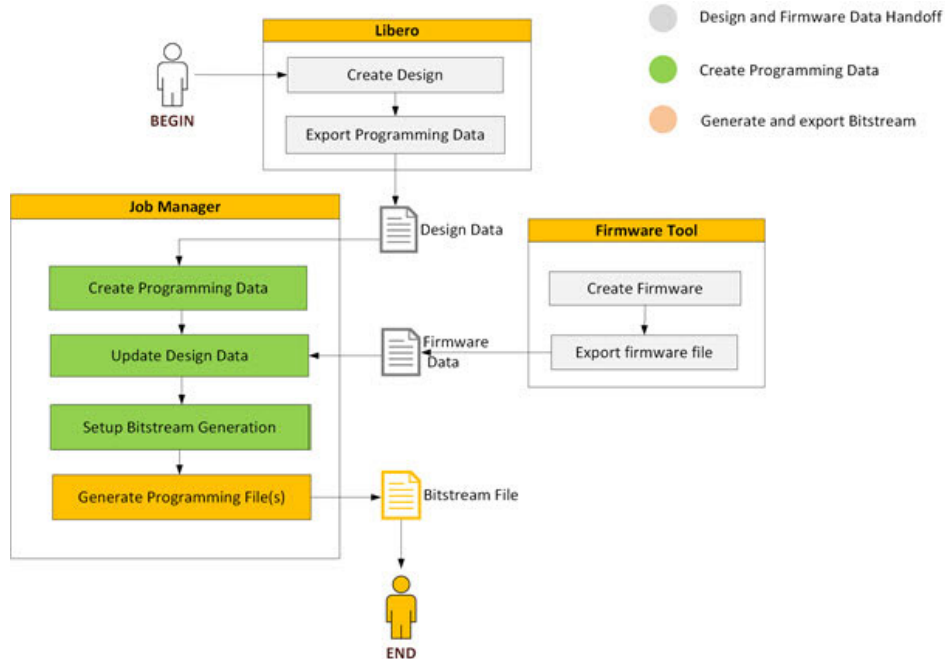 Libero
Design and Firmware Data Handoff
Create Design
Create Programming Data
BEGIN
Export Programming Data
Generate and export Bitstream
Job Manager
Design Data
Firmware Tool
Create Programming Data
Create Firmware
Update Design Data
Firmware
Data
Export firmware file
Setup Bitstream Generation
Generate Programming File(s)
Bitstream File
END